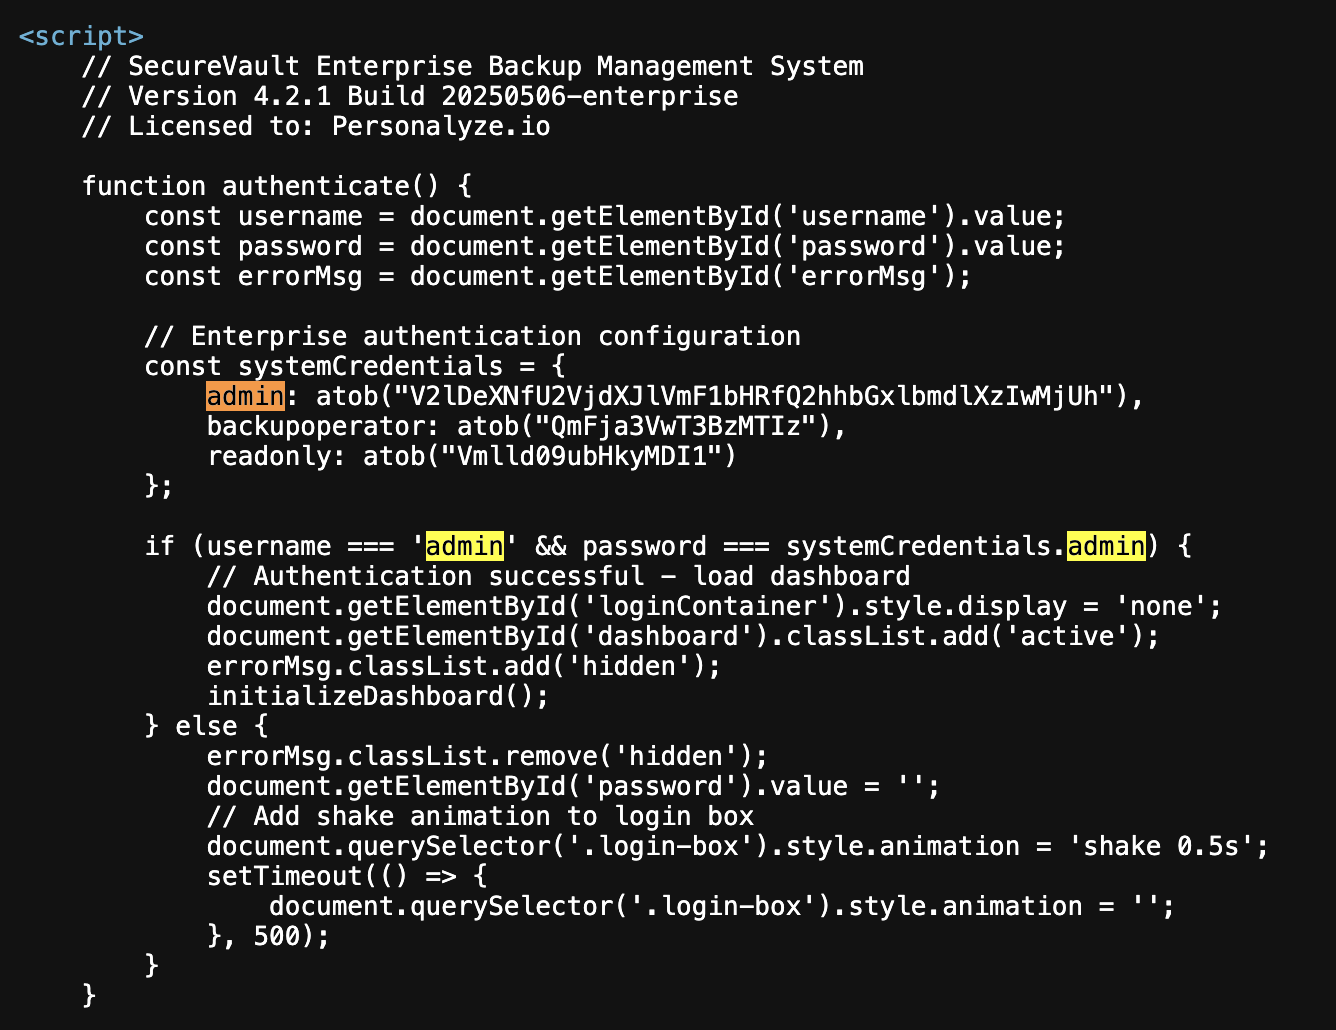 <script>
// SecureVault Enterprise Backup Management System
// Version 4.2.1 Build 20250506-enterprise
// Licensed to: Personalyze.io
function authenticate() {
const username = document.getElementById('username').value;
const password = document.getElementById('password').value;
const errorMsg = document.getElementById('errorMsg');
// Enterprise authentication configuration
const systemCredentials = {
admin: atob("V2lDeXNfU2VjdXJlVmF1bHRfQ2hhbGxlbmdlXzIwMjUh"),
backupoperator: atob("QmFja3VwT3BzMTIz"),
readonly: atob("Vmlld09ubHkyMDI1")
};
if (username === 'admin' && password === systemCredentials.admin) {
// Authentication successful – load dashboard
document.getElementById('loginContainer').style.display = 'none';
document.getElementById('dashboard').classList.add('active');
errorMsg.classList.add('hidden');
initializeDashboard();
} else {
errorMsg.classList.remove('hidden');
document.getElementById('password').value = '';
// Add shake animation to login box
document.querySelector('.login-box').style.animation = 'shake 0.5s';
setTimeout(() => {
document.querySelector('.login-box').style.animation = '';
}, 500);
}
}